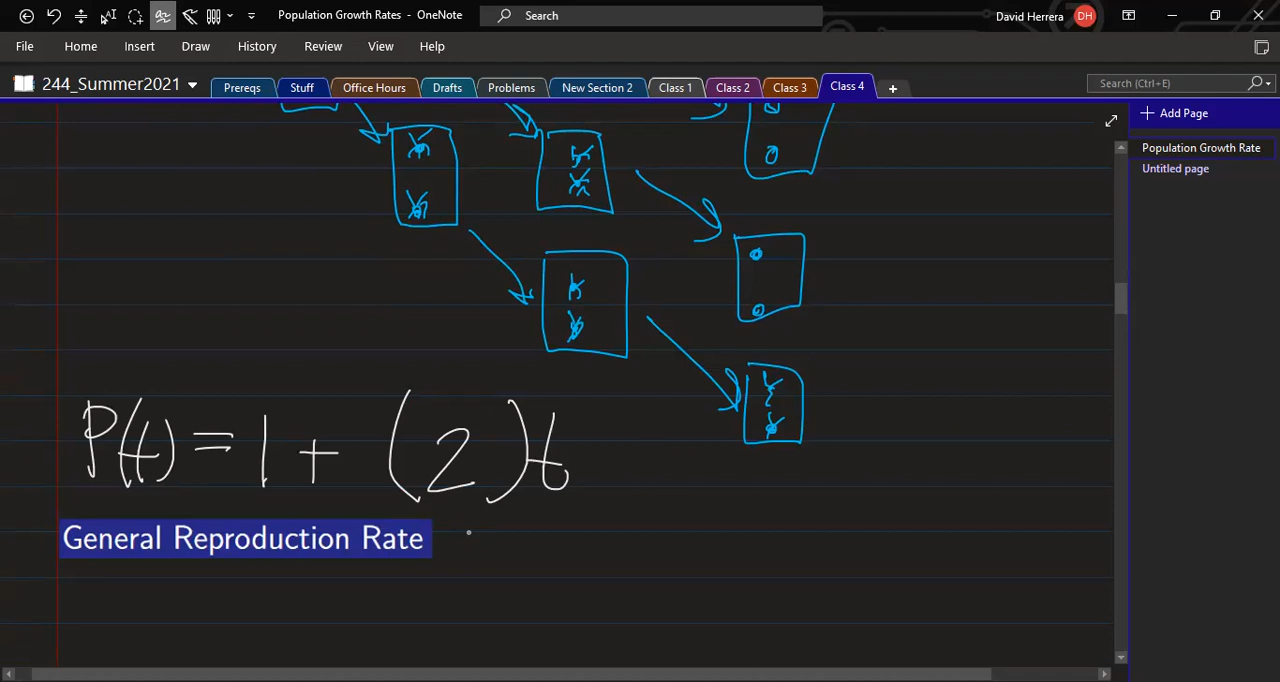 Population Growth Rates - OneNote
Search
David Herrera DH
File Home Insert Draw History Review View Help
244_Summer2021
Prereqs Stuff Office Hours Drafts Problems New Section 2 Class 1 Class 2 Class 3 Class 4
Search (Ctrl+E)
Add Page
Population Growth Rate
Untitled page
P(t) = 1 + (2)t
General Reproduction Rate